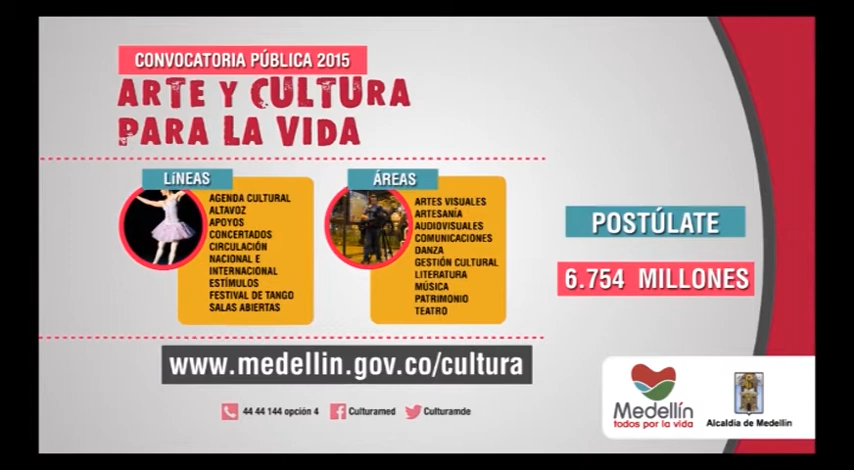 CONVOCATORIA PÚBLICA 2015
ARTE Y CULTURA
PARA LA VIDA
LíNEAS
AGENDA CULTURAL
ALTAVOZ
APOYOS
CONCERTADOS
CIRCULACIÓN
NACIONAL E
INTERNACIONAL
ESTÍMULOS
FESTIVAL DE TANGO
SALAS ABIERTAS
ÁREAS
ARTES VISUALES
ARTESANÍA
AUDIOVISUALES
COMUNICACIONES
DANZA
GESTIÓN CULTURAL
LITERATURA
MÚSICA
PATRIMONIO
TEATRO
POSTÚLATE
6.754 MILLONES
www.medellin.gov.co/cultura
44 44 144 opción 4
Culturamed
Culturamde
Medellín
todos por la vida
Alcaldía de Medellín